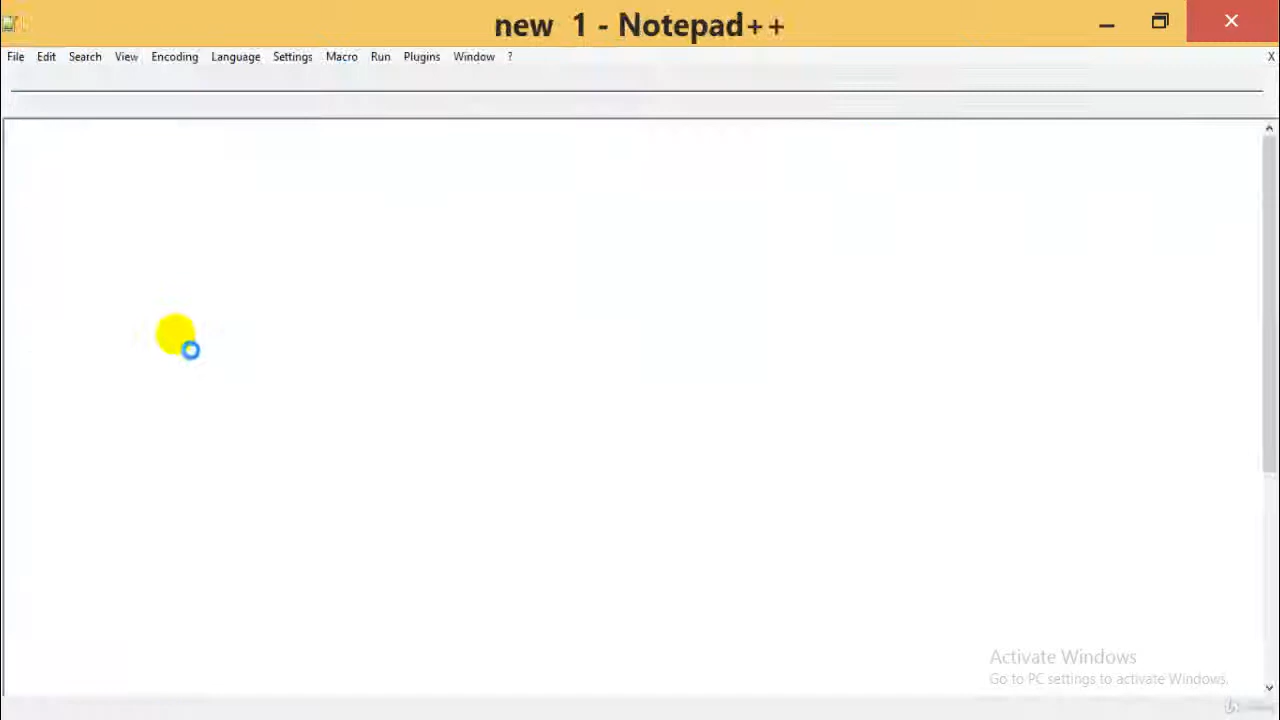 new 1 - Notepad++
File Edit Search View Encoding Language Settings Macro Run Plugins Window ? X
Activate Windows
Go to PC settings to activate Windows.